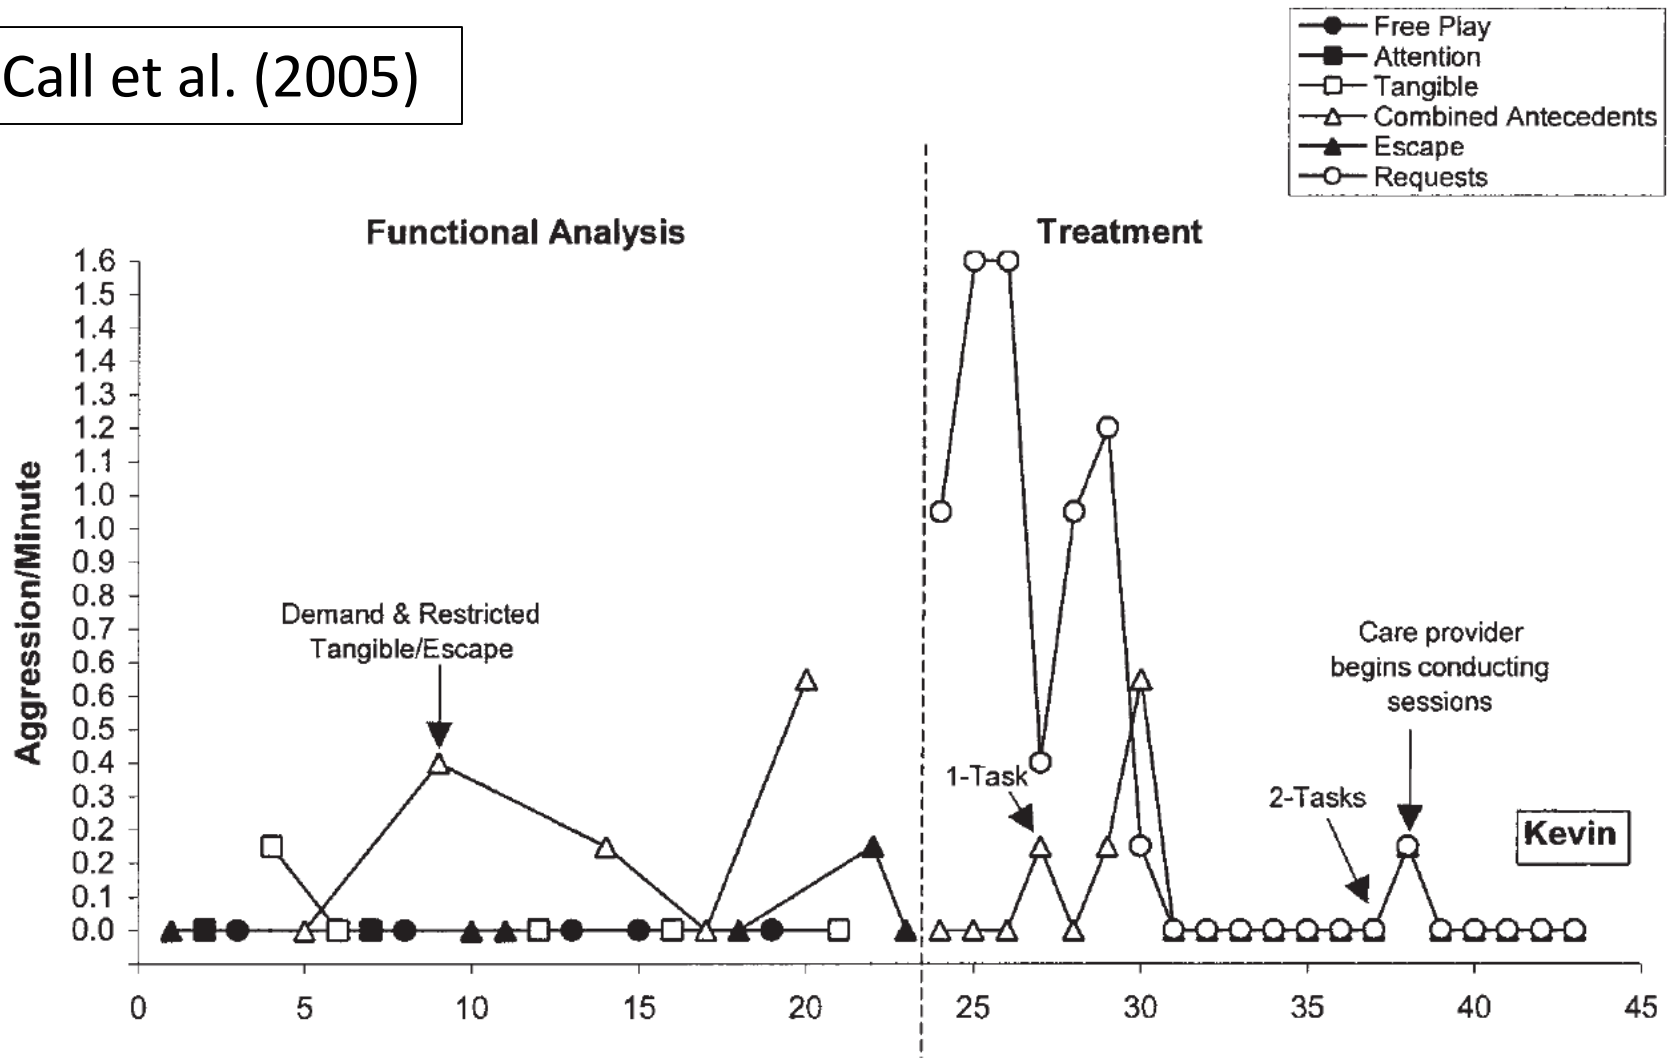 Call et al. (2005)
Free Play
Attention
Tangible
Combined Antecedents
Escape
Requests
Functional Analysis
Treatment
Aggression/Minute
1.6
1.5
1.4
1.4
1.3
1.2
1.1
1.0
1.0
0.9
0.8
0.7
0.6
0.6
0.5
0.4
0.3
0.2
0.2
0.1
0.0
Demand & Restricted
Tangible/Escape
1-Task
2-Tasks
Care provider
begins conducting
sessions
Kevin
0 5 10 15 20 25 30 35 40 45